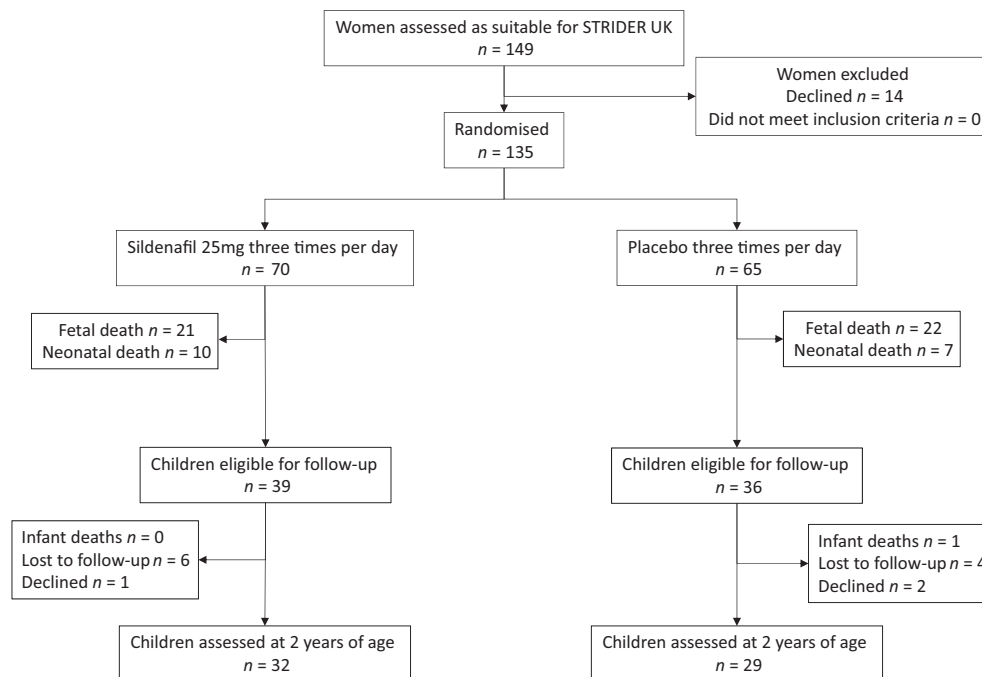 Women assessed as suitable for STRIDER UK
n = 149
Women excluded
Declined n = 14
Did not meet inclusion criteria n = 0
Randomised
n = 135
Sildenafil 25mg three times per day
n = 70
Placebo three times per day
n = 65
Fetal death n = 21
Neonatal death n = 10
Fetal death n = 22
Neonatal death n = 7
Children eligible for follow-up
n = 39
Children eligible for follow-up
n = 36
Infant deaths n = 0
Lost to follow-up n = 6
Declined n = 1
Infant deaths n = 1
Lost to follow-up n = 4
Declined n = 2
Children assessed at 2 years of age
n = 32
Children assessed at 2 years of age
n = 29